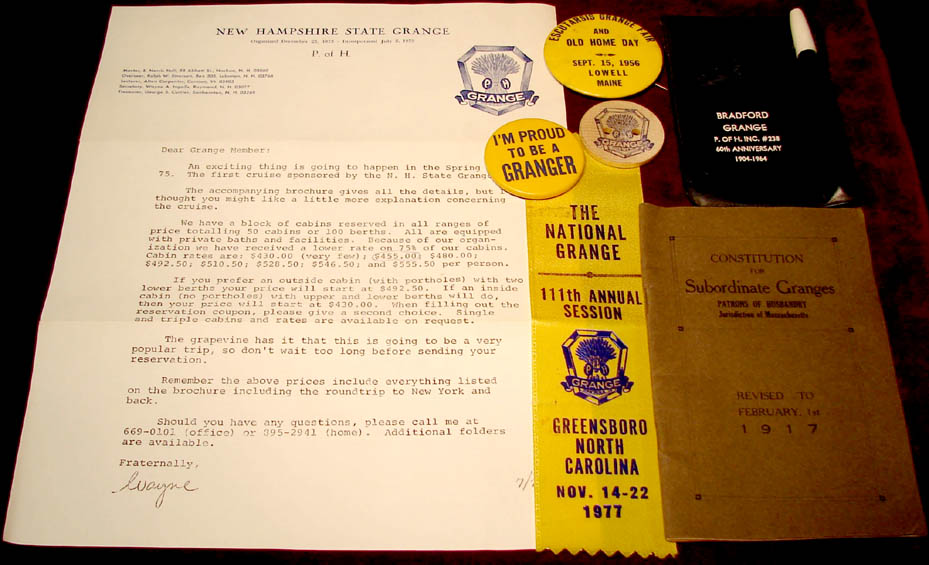 NEW HAMPSHIRE STATE GRANGE
Organized December 23, 1873 - Incorporated July 8, 1975
P. of H.
GRANGE
Dear Grange Member:
An exciting thing is going to happen in the Spring
75. The first cruise sponsored by the N. H. State Grang
The accompanying brochure gives all the details, but I
thought you might like a little more explanation concerning
the cruise.
We have a block of cabins reserved in all ranges of
price totalling 50 cabins or 100 berths. All are equipped
with private baths and facilities. Because of our organ-
ization we have received a lower rate on 75% of our cabins.
Cabin rates are: $430.00 (very few); $455.00; $480.00;
$492.50; $510.50; $528.50; $546.50; and $555.50 per person.
If you prefer an outside cabin (with portholes) with two
lower berths your price will start at $492.50. If an inside
cabin (no portholes) with upper and lower berths will do,
then your price will start at $430.00. When filling out the
reservation coupon, please give a second choice. Single
and triple cabins and rates are available on request.
The grapevine has it that this is going to be a very
popular trip, so don't wait too long before sending your
reservation.
Remember the above prices include everything listed
on the brochure including the roundtrip to New York and
back.
Should you have any questions, please call me at
669-0101 (office) or 895-2941 (home). Additional folders
are available.
Fraternally,
Wayne
ESCUTARSIS GRANGE FAIR
AND
OLD HOME DAY
SEPT. 15, 1956
LOWELL
MAINE
I'M PROUD
TO BE A
GRANGER
GRANGE
THE
NATIONAL
GRANGE
111th ANNUAL
SESSION
GRANGE
GREENSBORO
NORTH
CAROLINA
NOV. 14-22
1977
BRADFORD
GRANGE
P. OF H. INC. #238
60th ANNIVERSARY
1904-1964
CONSTITUTION
FOR
Subordinate Granges
PATRONS OF HUSBANDRY
Jurisdiction of Massachusetts
REVISED TO
FEBRUARY, 1st
1917